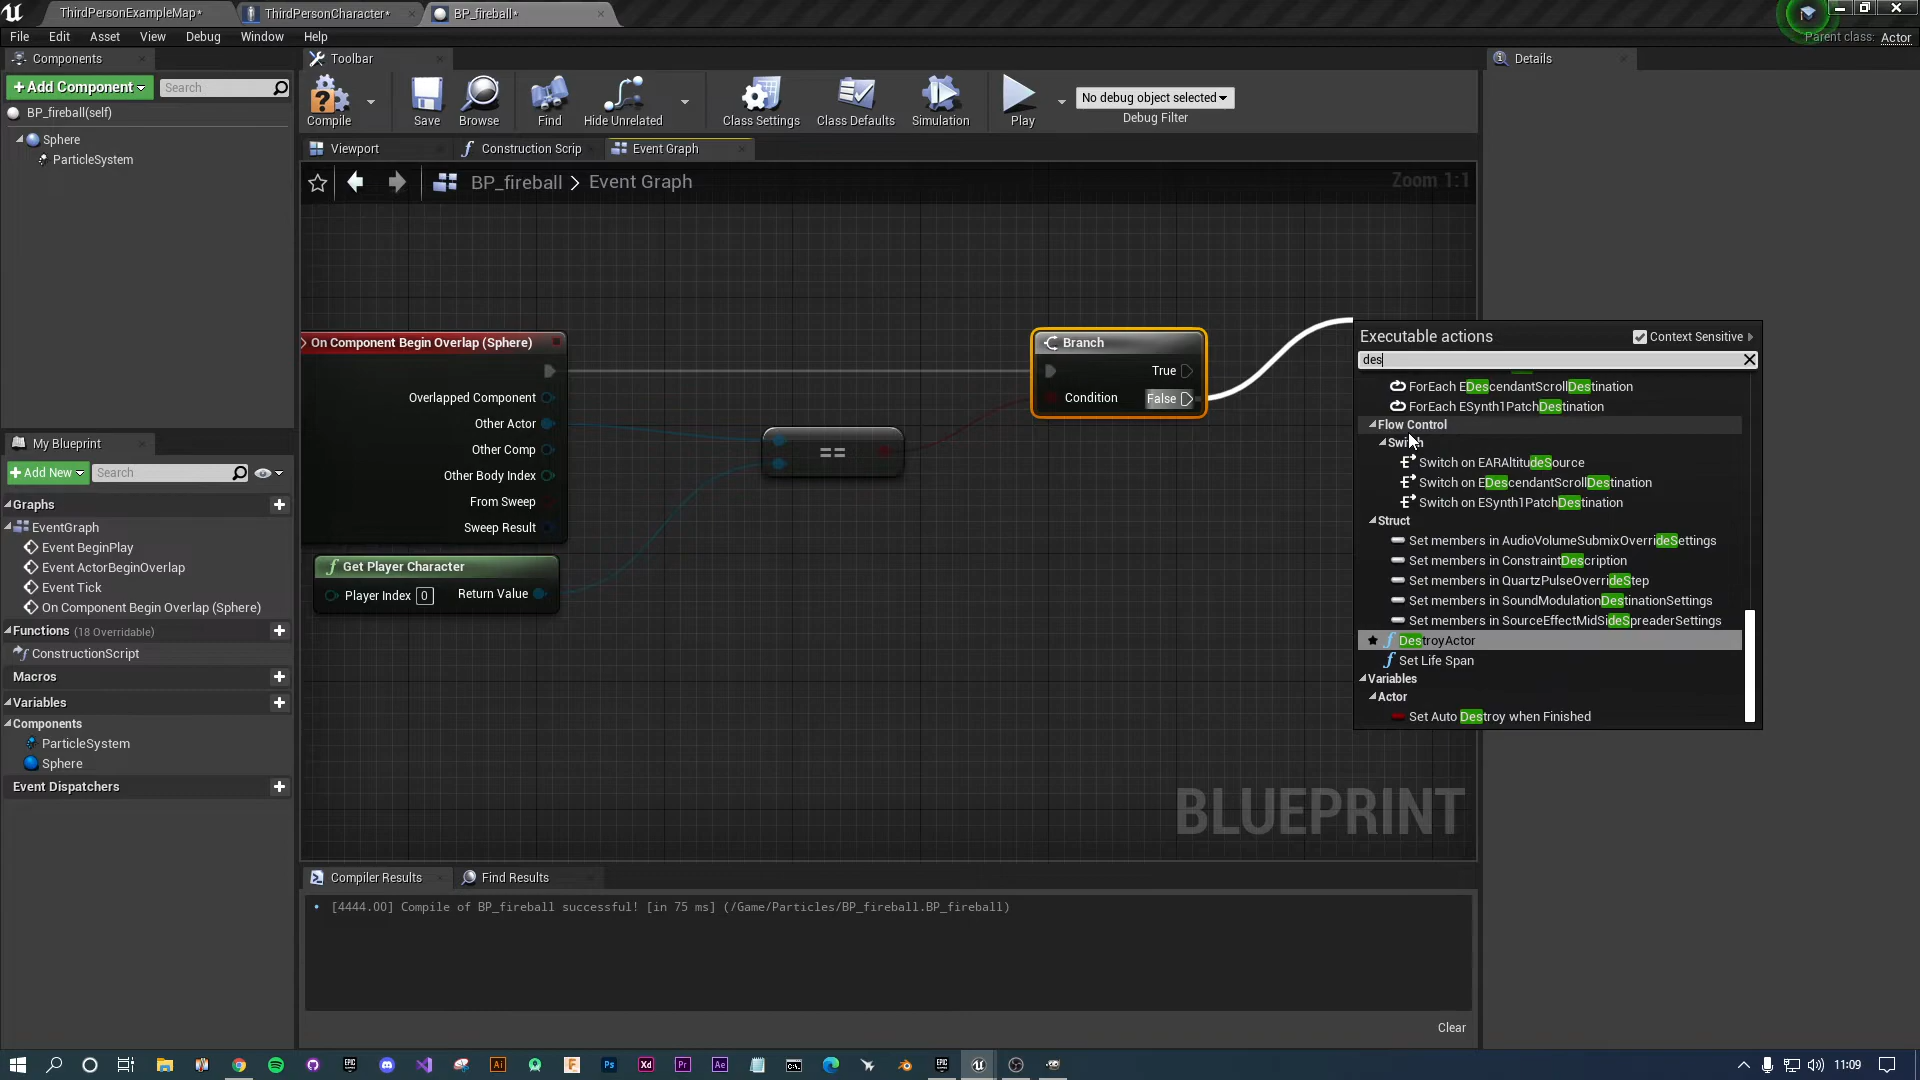 ThirdPersonExampleMap*
ThirdPersonCharacter*
BP_fireball*
File Edit Asset View Debug Window Help
Parent class: Actor
Components
Toolbar
Details
+Add Component
Search
Compile
Save
Browse
Find
Hide Unrelated
Class Settings
Class Defaults
Simulation
Play
No debug object selected
Debug Filter
BP_fireball(self)
Sphere
ParticleSystem
Viewport
Construction Scrip
Event Graph
BP_fireball > Event Graph
Zoom 1:1
On Component Begin Overlap (Sphere)
Overlapped Component
Other Actor
Other Comp
Other Body Index
From Sweep
Sweep Result
Get Player Character
Player Index 0
Return Value
==
Branch
True
Condition
False
Executable actions
Context Sensitive
des
ForEach EDescendantScrollDestination
ForEach ESynth1PatchDestination
Flow Control
Switch
Switch on EARAltitudeSource
Switch on EDescendantScrollDestination
Switch on ESynth1PatchDestination
Struct
Set members in AudioVolumeSubmixOverrideSettings
Set members in ConstraintDescription
Set members in QuartzPulseOverrideStep
Set members in SoundModulationDestinationSettings
Set members in SourceEffectMidSideSpreaderSettings
DestroyActor
Set Life Span
Variables
Actor
Set Auto Destroy when Finished
BLUEPRINT
My Blueprint
+Add New
Search
Graphs
EventGraph
Event BeginPlay
Event ActorBeginOverlap
Event Tick
On Component Begin Overlap (Sphere)
Functions (18 Overridable)
ConstructionScript
Macros
Variables
Components
ParticleSystem
Sphere
Event Dispatchers
Compiler Results
Find Results
[4444.00] Compile of BP_fireball successful! [in 75 ms] (/Game/Particles/BP_fireball.BP_fireball)
Clear
Ai
Ps
Xd
Pr
Ae
11:09